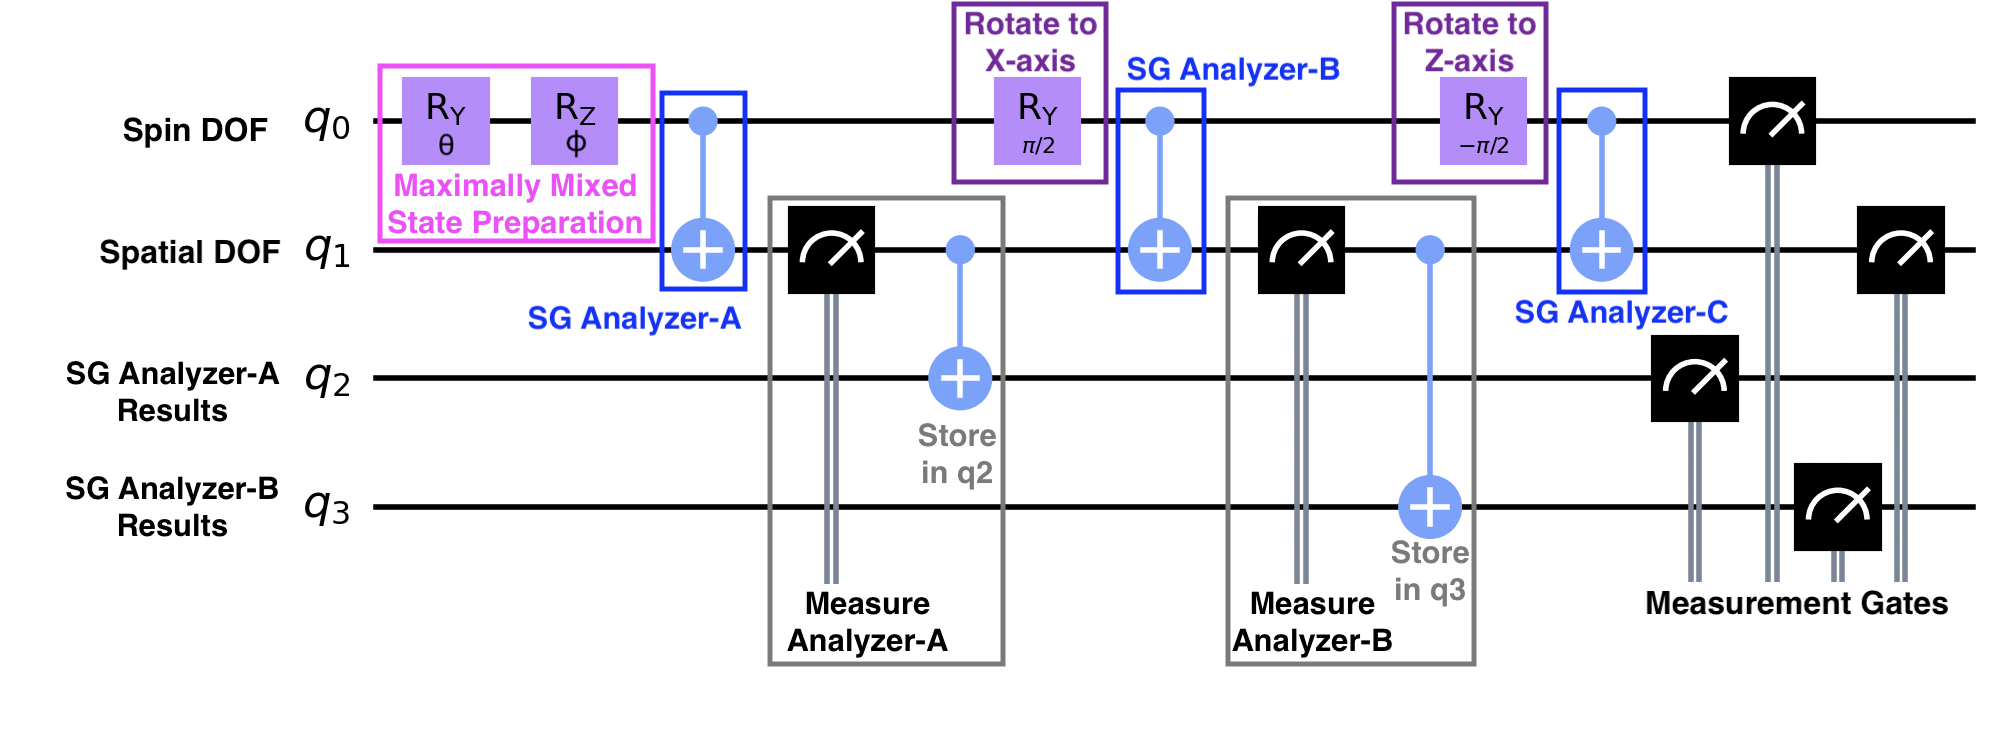 Rotate to
X-axis
Rotate to
Z-axis
SG Analyzer-B
Spin DOF q0
RY
θ
RZ
ϕ
RY
π/2
RY
−π/2
Maximally Mixed
State Preparation
Spatial DOF q1
SG Analyzer-A
SG Analyzer-C
SG Analyzer-A
Results
q2
Store
in q2
SG Analyzer-B
Results
q3
Store
in q3
Measure
Analyzer-A
Measure
Analyzer-B
Measurement Gates